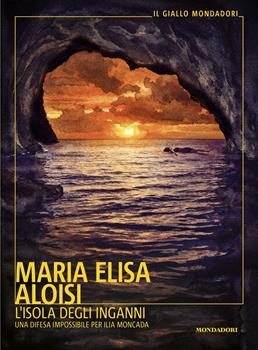 IL GIALLO MONDADORI
MARIA ELISA
ALOISI
L'ISOLA DEGLI INGANNI
UNA DIFESA IMPOSSIBILE PER ILIA MONCADA
MONDADORI